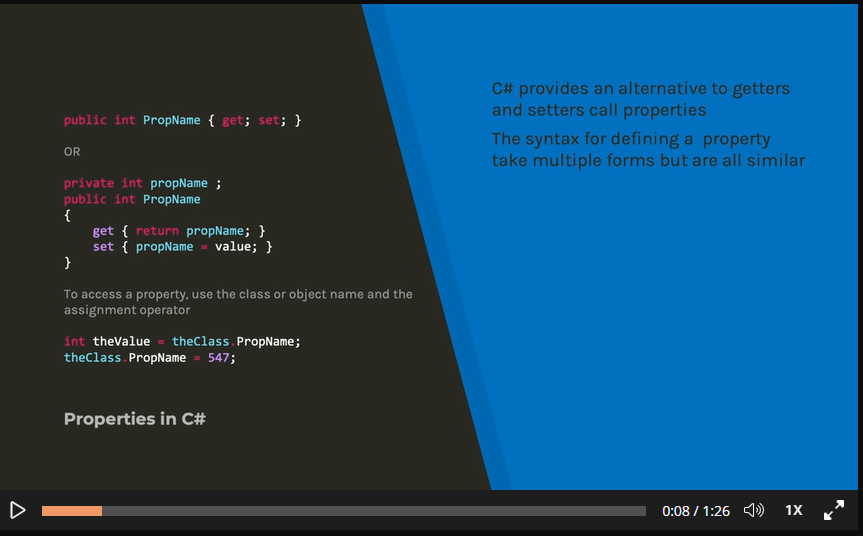 public int PropName { get; set; }
OR
private int propName ;
public int PropName
{
get { return propName; }
set { propName = value; }
}
To access a property, use the class or object name and the
assignment operator
int theValue = theClass.PropName;
theClass.PropName = 547;
Properties in C#
C# provides an alternative to getters
and setters call properties
The syntax for defining a property
take multiple forms but are all similar
0:08 / 1:26
1X